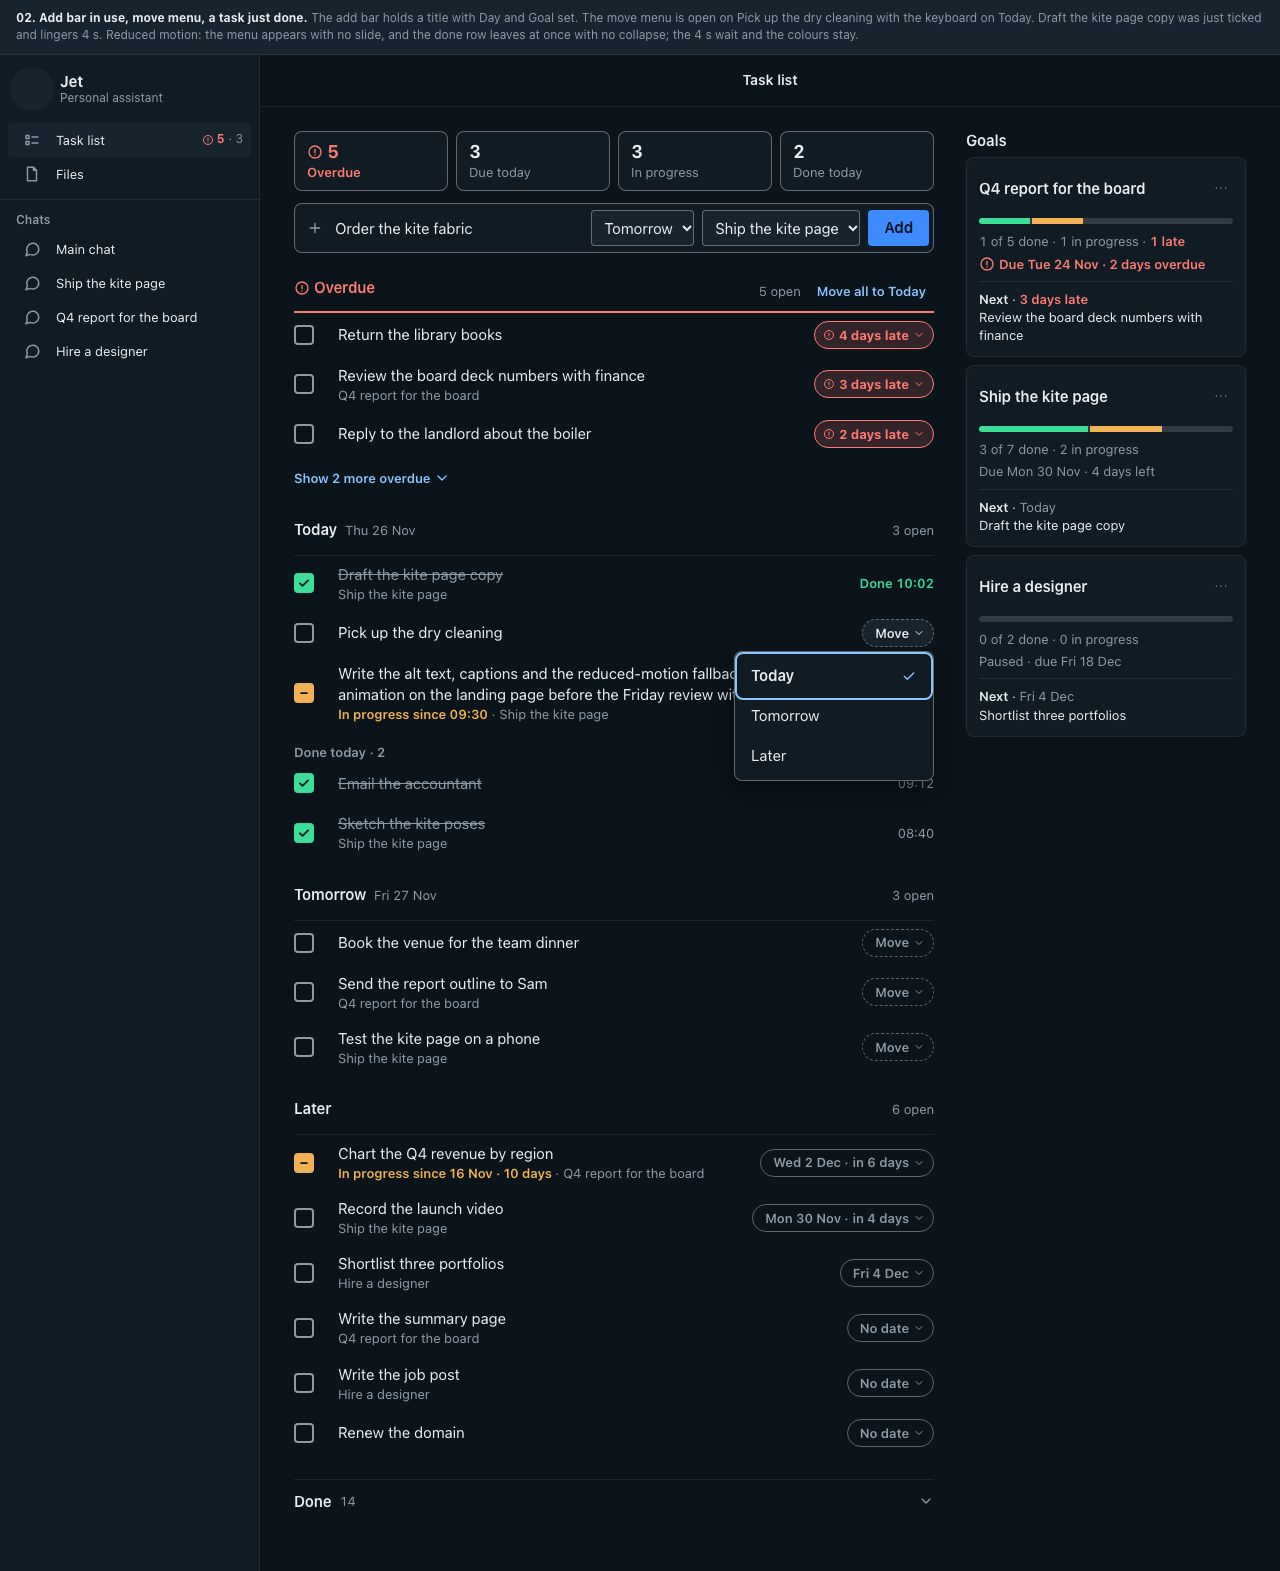 02. Add bar in use, move menu, a task just done. The add bar holds a title with Day and Goal set. The move menu is open on Pick up the dry cleaning with the keyboard on Today. Draft the kite page copy was just ticked
and lingers 4 s. Reduced motion: the menu appears with no slide, and the done row leaves at once with no collapse; the 4 s wait and the colours stay.
Jet
Personal assistant
Task list 5 · 3
Files
Chats
Main chat
Ship the kite page
Q4 report for the board
Hire a designer
Task list
5
Overdue
3
Due today
3
In progress
2
Done today
Order the kite fabric Tomorrow Ship the kite page Add
Overdue 5 open Move all to Today
Return the library books 4 days late
Review the board deck numbers with finance 3 days late
Q4 report for the board
Reply to the landlord about the boiler 2 days late
Show 2 more overdue
Today Thu 26 Nov 3 open
Draft the kite page copy Done 10:02
Ship the kite page
Pick up the dry cleaning Move
Today
Tomorrow
Later
Write the alt text, captions and the reduced-motion
animation on the landing page before the Friday review
In progress since 09:30 · Ship the kite page
Done today · 2
Email the accountant 09:12
Sketch the kite poses 08:40
Ship the kite page
Tomorrow Fri 27 Nov 3 open
Book the venue for the team dinner Move
Send the report outline to Sam Move
Q4 report for the board
Test the kite page on a phone Move
Ship the kite page
Later 6 open
Chart the Q4 revenue by region Wed 2 Dec · in 6 days
In progress since 16 Nov · 10 days · Q4 report for the board
Record the launch video Mon 30 Nov · in 4 days
Ship the kite page
Shortlist three portfolios Fri 4 Dec
Hire a designer
Write the summary page No date
Q4 report for the board
Write the job post No date
Hire a designer
Renew the domain No date
Done 14
Goals
Q4 report for the board
1 of 5 done · 1 in progress · 1 late
Due Tue 24 Nov · 2 days overdue
Next · 3 days late
Review the board deck numbers with
finance
Ship the kite page
3 of 7 done · 2 in progress
Due Mon 30 Nov · 4 days left
Next · Today
Draft the kite page copy
Hire a designer
0 of 2 done · 0 in progress
Paused · due Fri 18 Dec
Next · Fri 4 Dec
Shortlist three portfolios